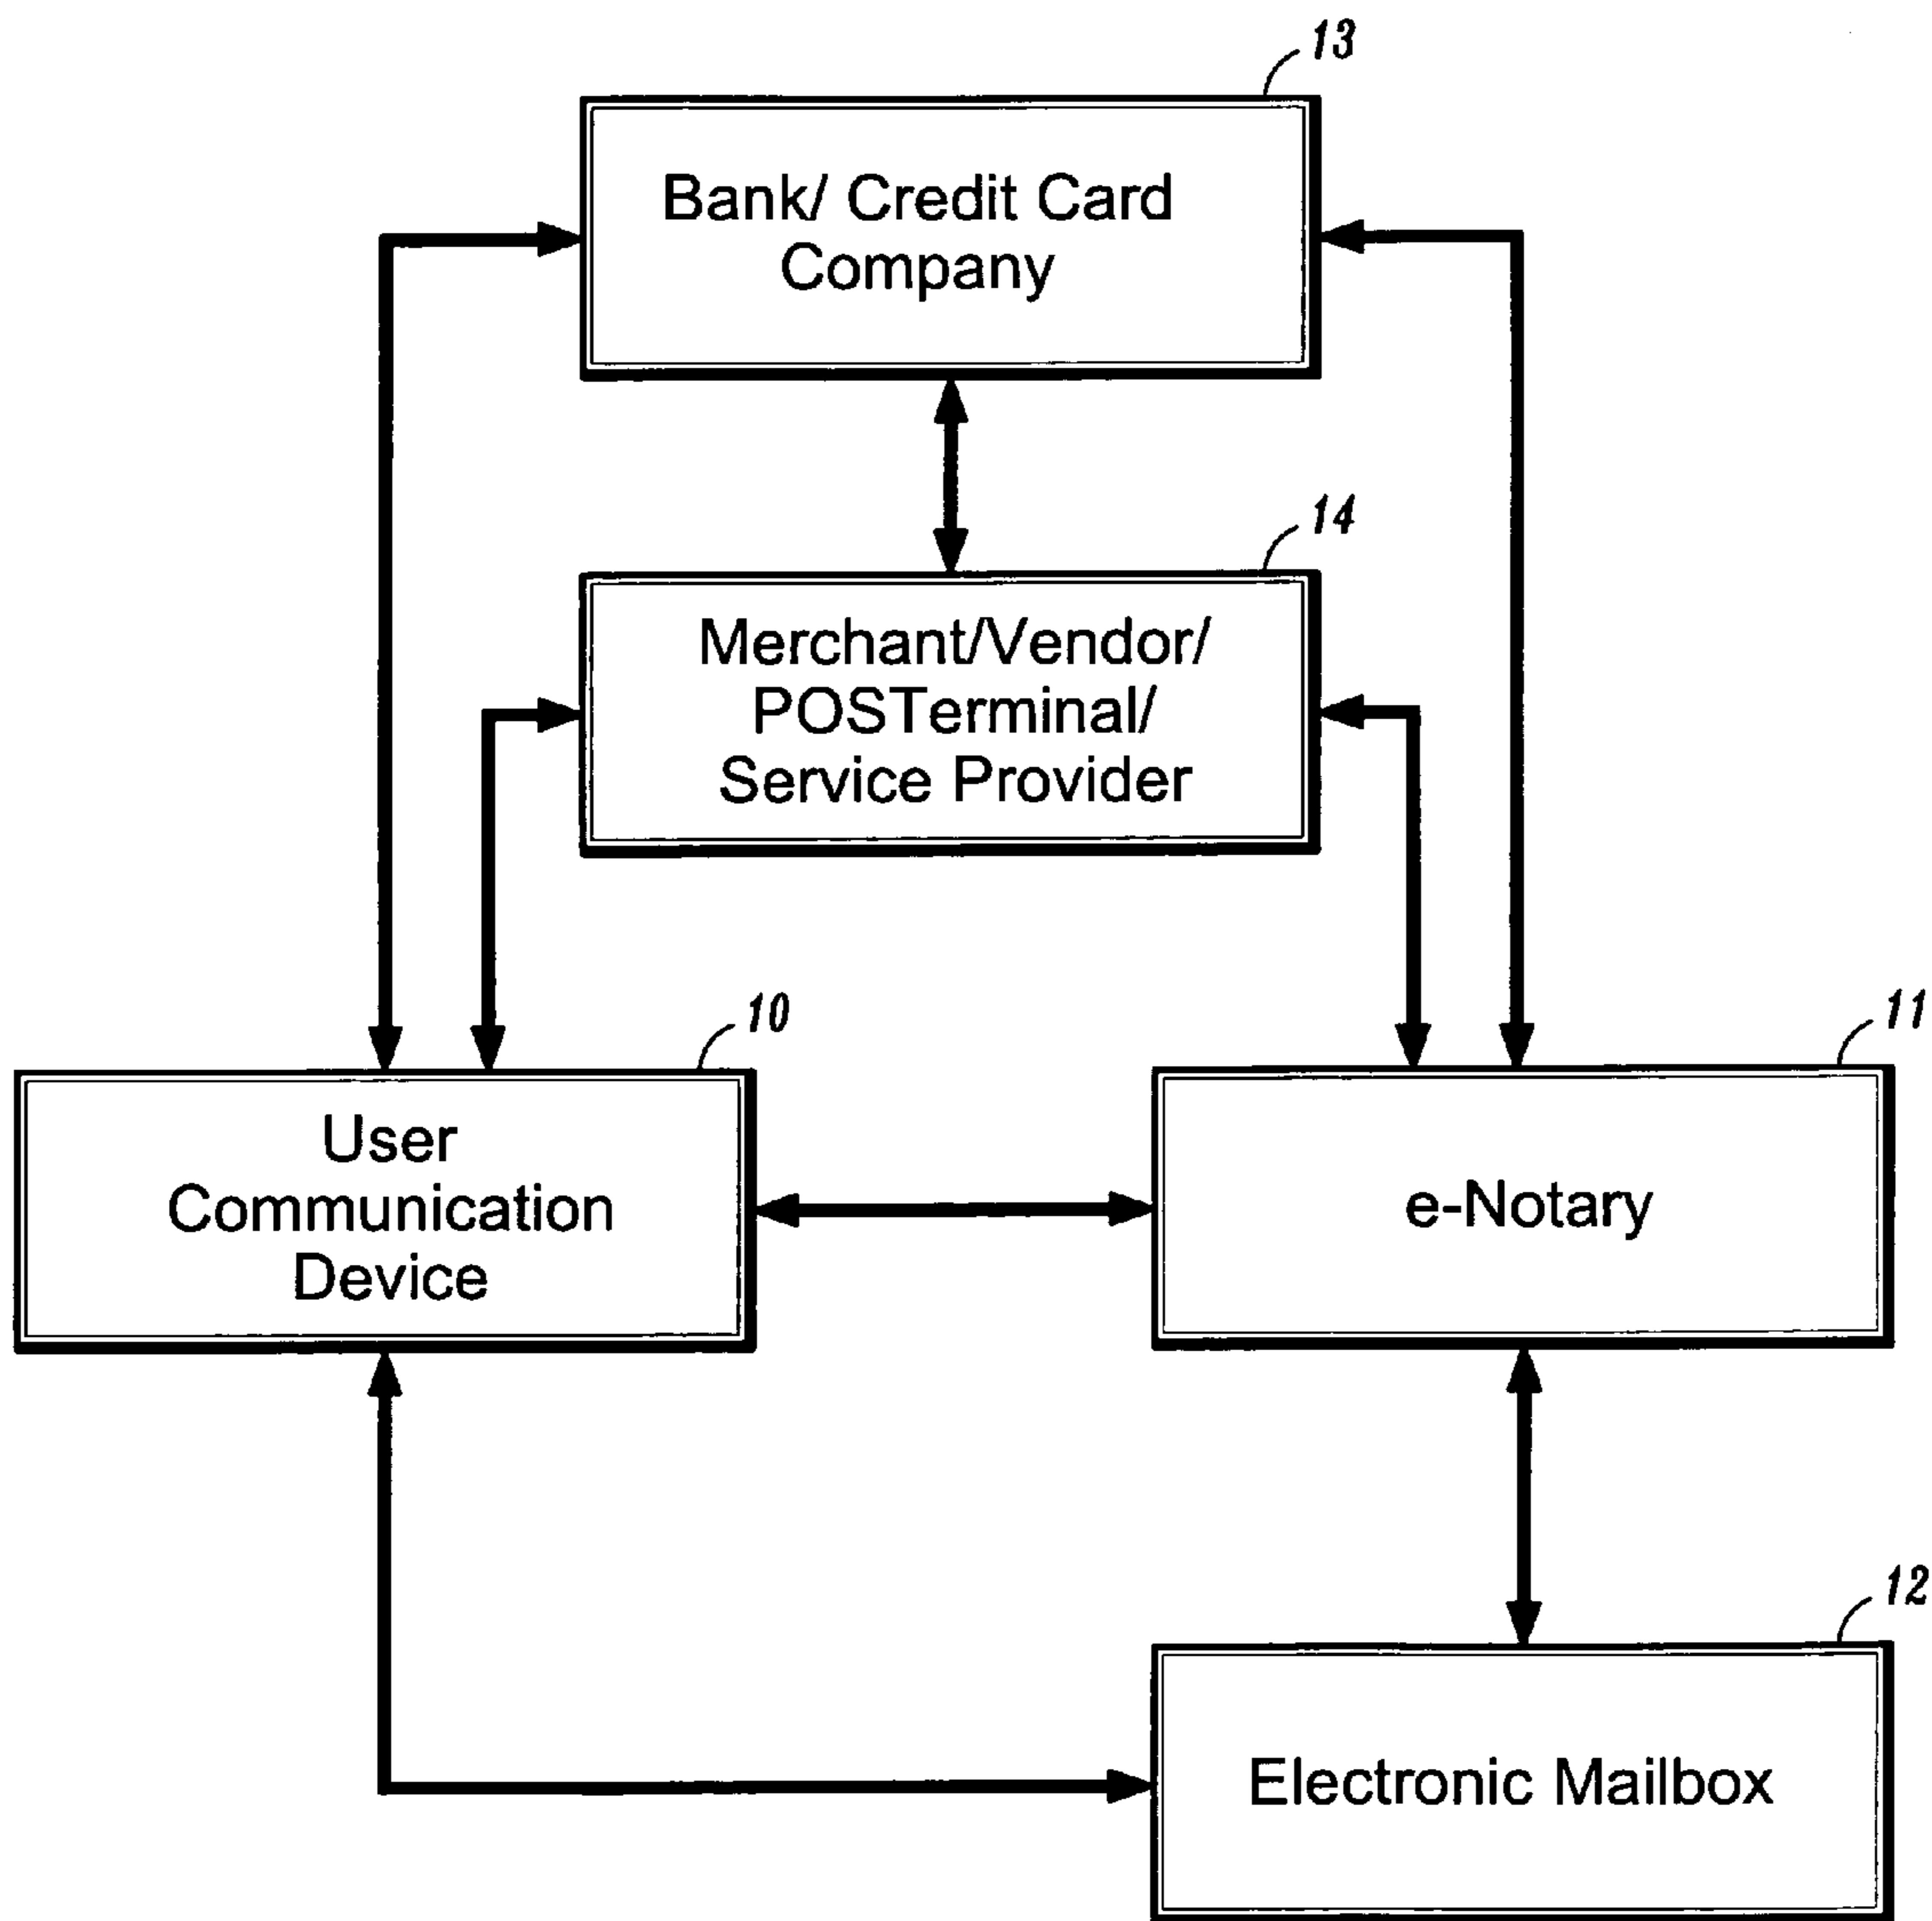 13
Bank/ Credit Card
Company
14
Merchant/Vendor/
POSTerminal/
Service Provider
10
User
Communication
Device
11
e-Notary
12
Electronic Mailbox